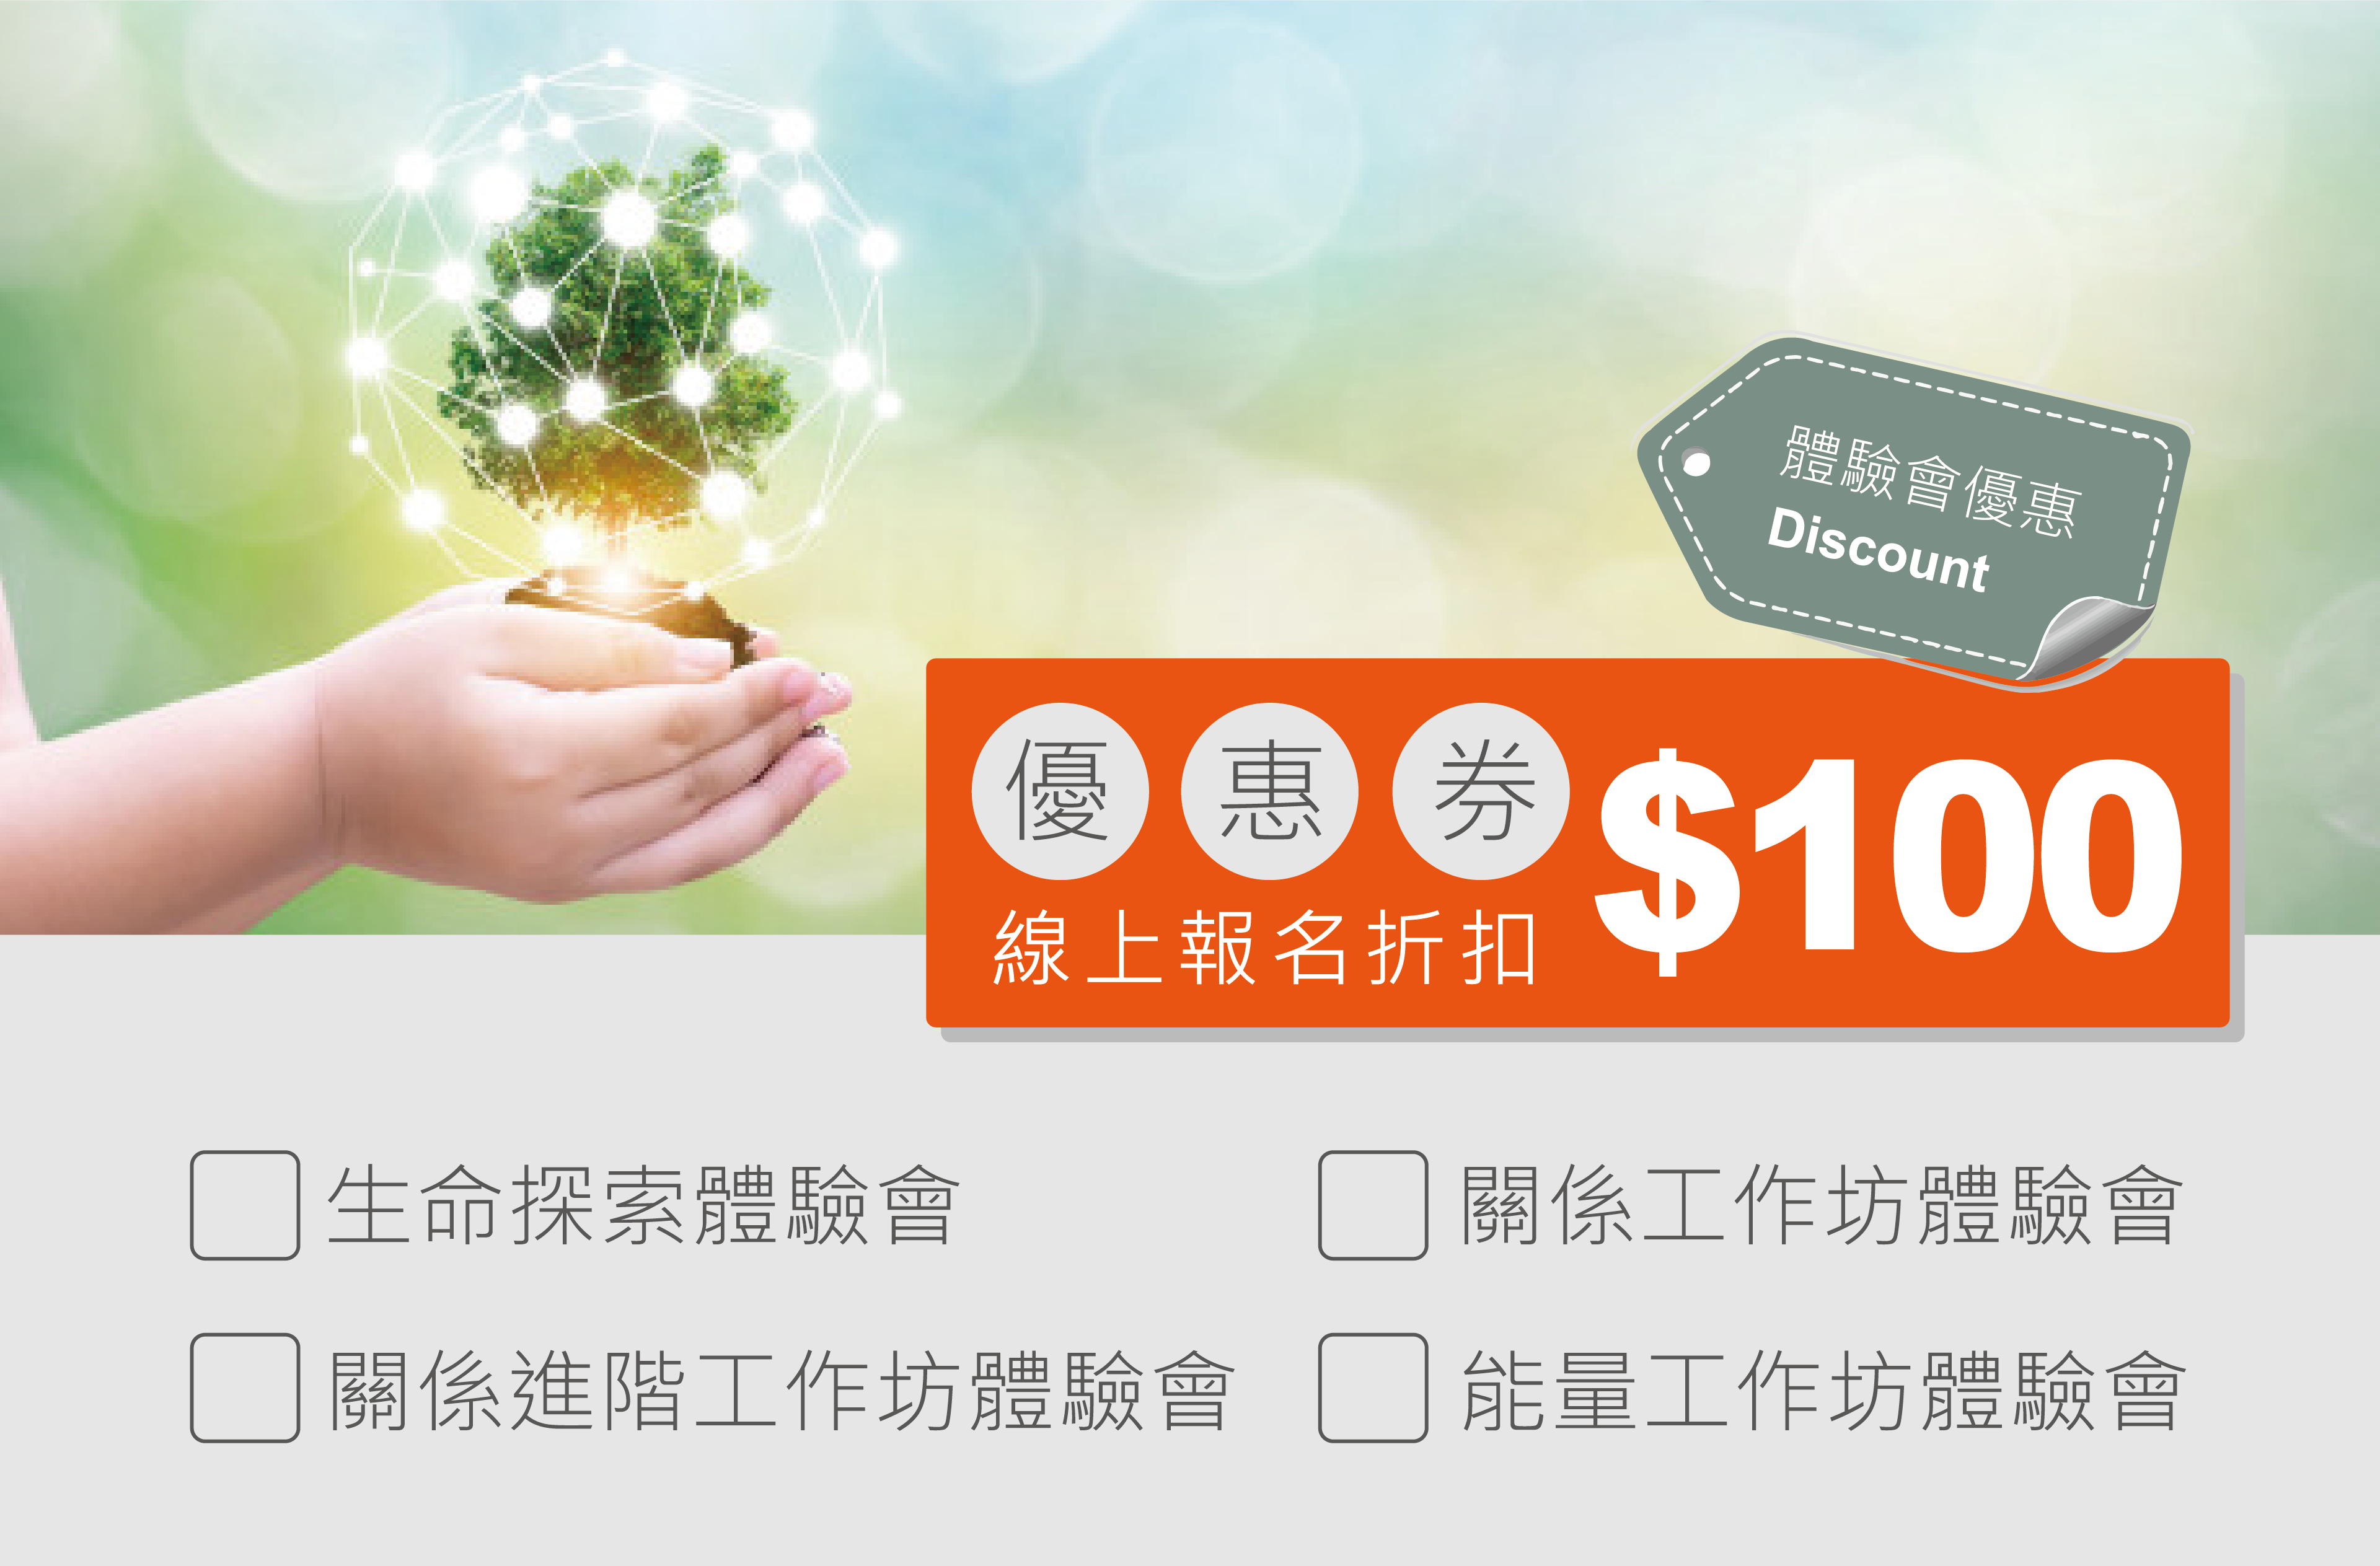 體驗會優惠
Discount
優惠券
$100
線上報名折扣
生命探索體驗會
關係工作坊體驗會
關係進階工作坊體驗會
能量工作坊體驗會